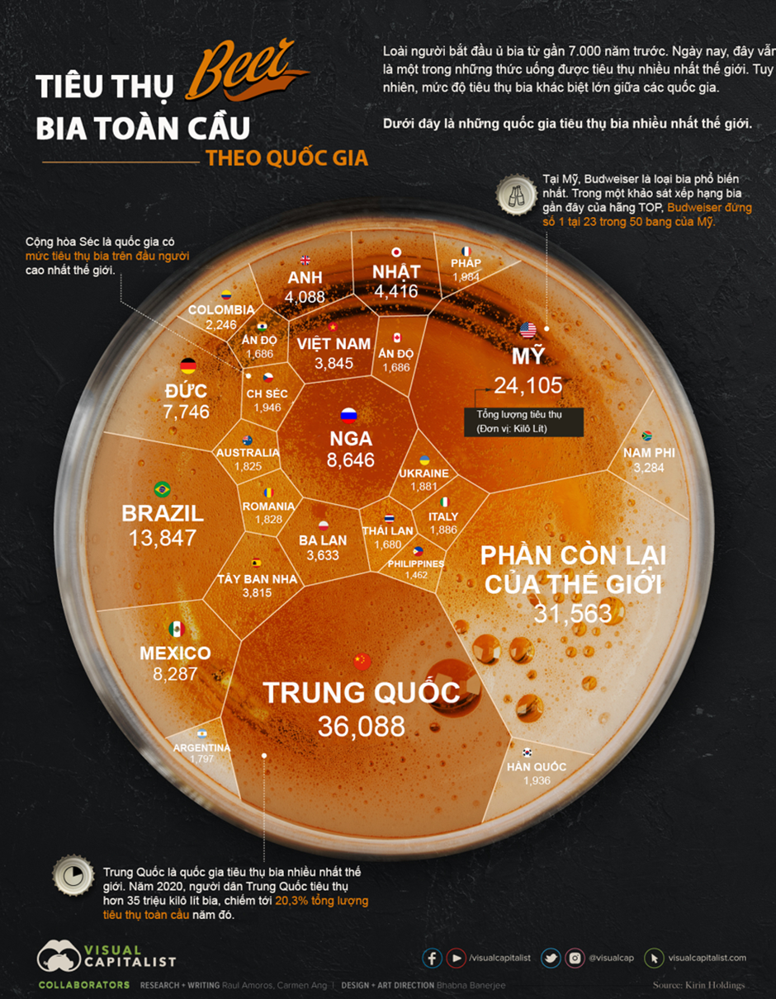 TIÊU THỤ Beer
BIA TOÀN CẦU
THEO QUỐC GIA
Loài người bắt đầu ủ bia từ gần 7.000 năm trước. Ngày nay, đây vẫn
là một trong những thức uống được tiêu thụ nhiều nhất thế giới. Tuy
nhiên, mức độ tiêu thụ bia khác biệt lớn giữa các quốc gia.
Dưới đây là những quốc gia tiêu thụ bia nhiều nhất thế giới.
Tại Mỹ, Budweiser là loại bia phổ biến
nhất. Trong một khảo sát xếp hạng bia
gần đây của hãng TOP, Budweiser đứng
số 1 tại 23 trong 50 bang của Mỹ.
Cộng hòa Séc là quốc gia có
mức tiêu thụ bia trên đầu người
cao nhất thế giới.
ANH
4,088
NHẬT
4,416
PHÁP
1,984
COLOMBIA
2,246
ẤN ĐỘ
1,686
VIỆT NAM
3,845
ẤN ĐỘ
1,686
MỸ
24,105
Tổng lượng tiêu thụ
(Đơn vị: Kilô Lít)
ĐỨC
7,746
CH SÉC
1,946
NGA
8,646
NAM PHI
3,284
AUSTRALIA
1,825
UKRAINE
1,881
BRAZIL
13,847
ROMANIA
1,828
BA LAN
3,633
THÁI LAN
1,680
ITALY
1,886
PHILIPPINES
1,462
PHẦN CÒN LẠI
CỦA THẾ GIỚI
31,563
TÂY BAN NHA
3,815
MEXICO
8,287
TRUNG QUỐC
36,088
ARGENTINA
1,797
HÀN QUỐC
1,936
Trung Quốc là quốc gia tiêu thụ bia nhiều nhất thế
giới. Năm 2020, người dân Trung Quốc tiêu thụ
hơn 35 triệu kilô lít bia, chiếm tới 20,3% tổng lượng
tiêu thụ toàn cầu năm đó.
VISUAL
CAPITALIST
/visualcapitalist @visualcap visualcapitalist.com
COLLABORATORS RESEARCH + WRITING Raul Amoros, Carmen Ang | DESIGN + ART DIRECTION Bhabna Banerjee
Source: Kirin Holdings